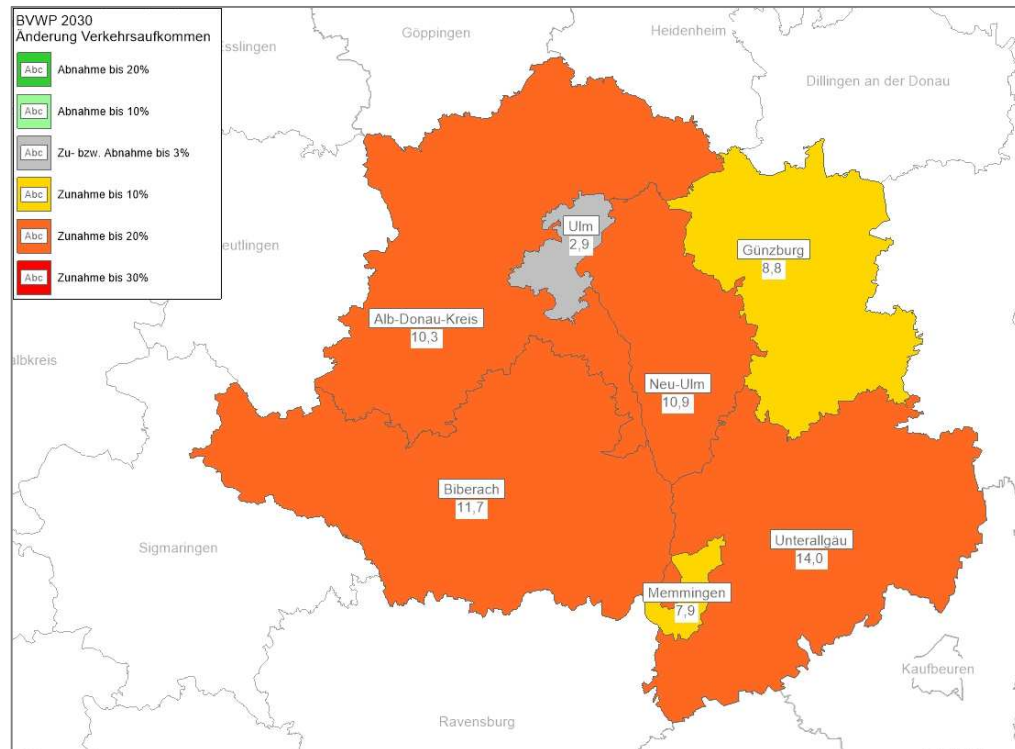 BVWP 2030
Änderung Verkehrsaufkommen
Abc Abnahme bis 20%
Abc Abnahme bis 10%
Abc Zu- bzw. Abnahme bis 3%
Abc Zunahme bis 10%
Abc Zunahme bis 20%
Abc Zunahme bis 30%
Göppingen
Heidenheim
Esslingen
Dillingen an der Donau
eutlingen
Ulm
2,9
Günzburg
8,8
Alb-Donau-Kreis
10,3
albkreis
Neu-Ulm
10,9
Biberach
11,7
Sigmaringen
Unterallgäu
14,0
Memmingen
7,9
Kaufbeuren
Ravensburg